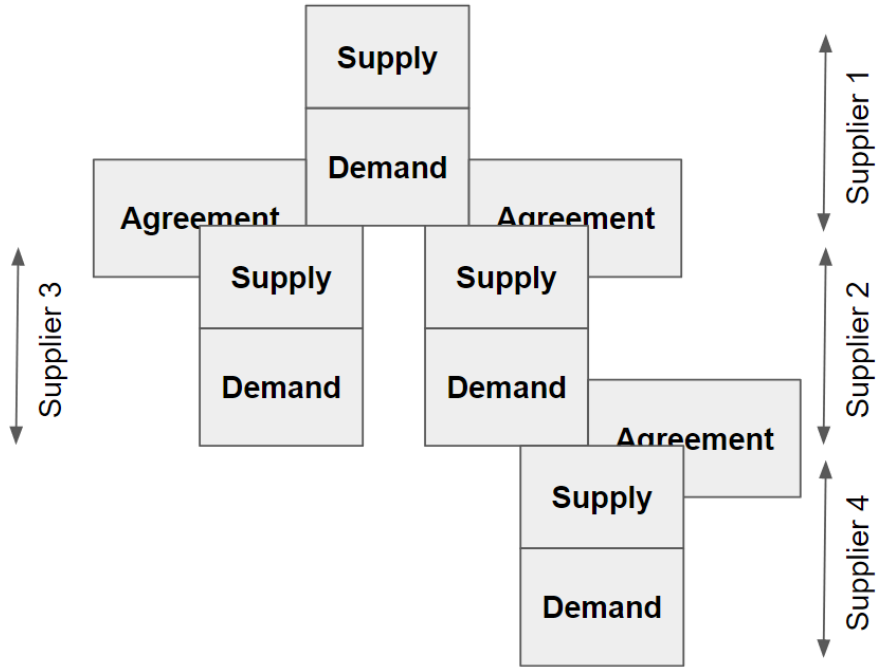 Supply
Demand
Supplier 1
Agreement
Agreement
Supply
Supply
Supplier 3
Supplier 2
Demand
Demand
Agreement
Supply
Supplier 4
Demand